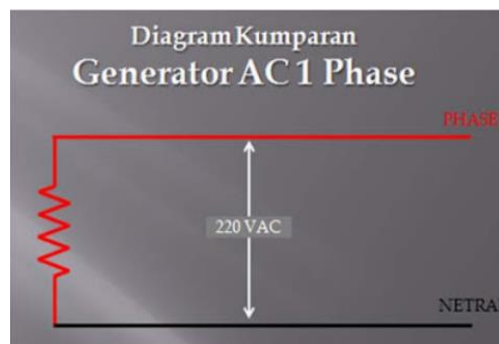 Diagram Kumparan
Generator AC 1 Phase
PHASE
220 VAC
NETRA